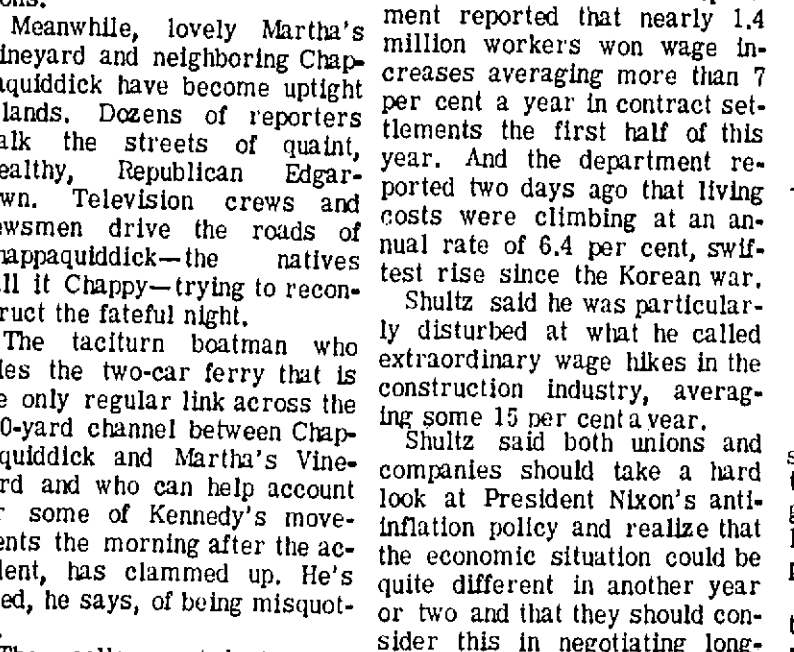 Meanwhile, lovely Martha's
ineyard and neighboring Chap-
aquiddick have become uptight
lands. Dozens of reporters
alk the streets of quaint,
ealthy, Republican Edgar-
wn. Television crews and
ewsmen drive the roads of
happaquiddick—the natives
ll it Chappy—trying to recon-
ruct the fateful night.
The taciturn boatman who
les the two-car ferry that is
e only regular link across the
0-yard channel between Chap-
quiddick and Martha's Vine-
rd and who can help account
r some of Kennedy's move-
ents the morning after the ac-
dent, has clammed up. He's
ed, he says, of being misquot-
ment reported that nearly 1.4
million workers won wage in-
creases averaging more than 7
per cent a year in contract set-
tlements the first half of this
year. And the department re-
ported two days ago that living
costs were climbing at an an-
nual rate of 6.4 per cent, swif-
test rise since the Korean war.
Shultz said he was particular-
ly disturbed at what he called
extraordinary wage hikes in the
construction industry, averag-
ing some 15 per cent a year.
Shultz said both unions and
companies should take a hard
look at President Nixon's anti-
inflation policy and realize that
the economic situation could be
quite different in another year
or two and that they should con-
sider this in negotiating long-